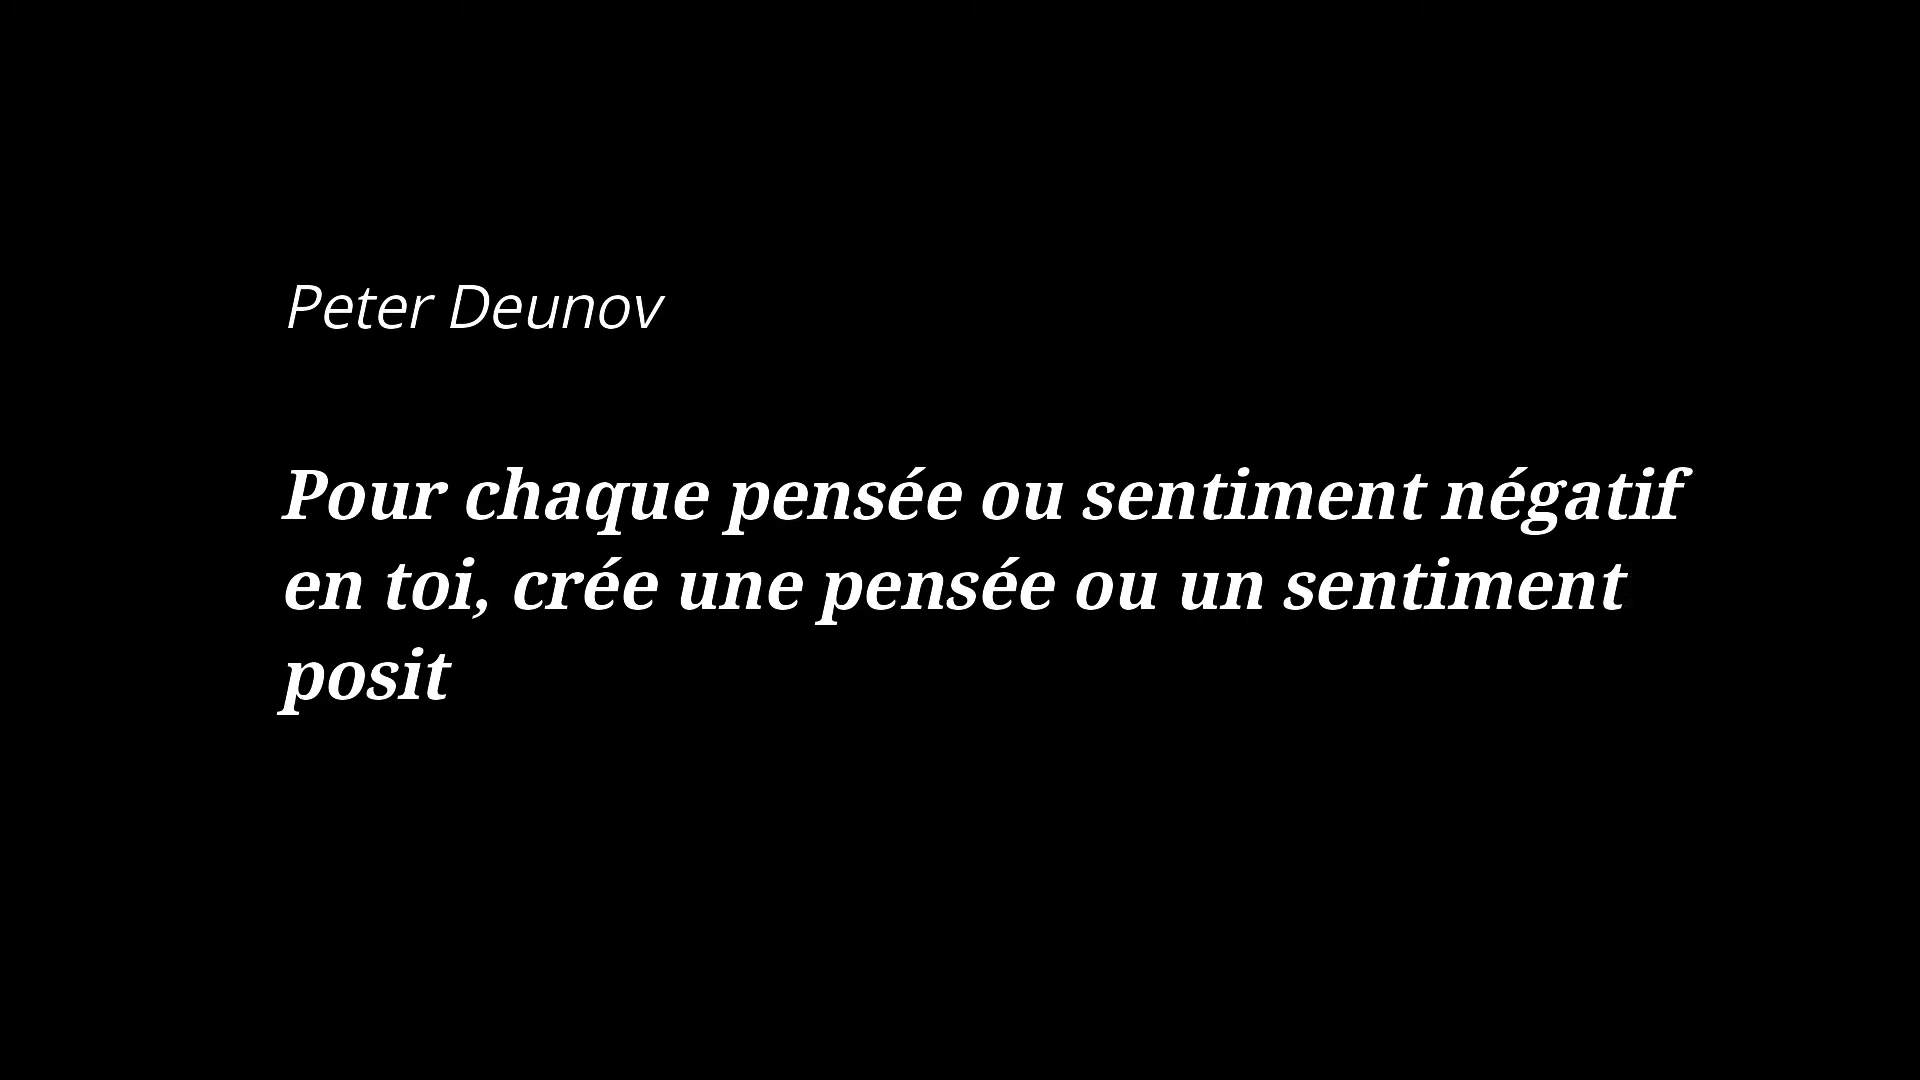 Peter Deunov
Pour chaque pensée ou sentiment négatif
en toi, crée une pensée ou un sentiment
posit